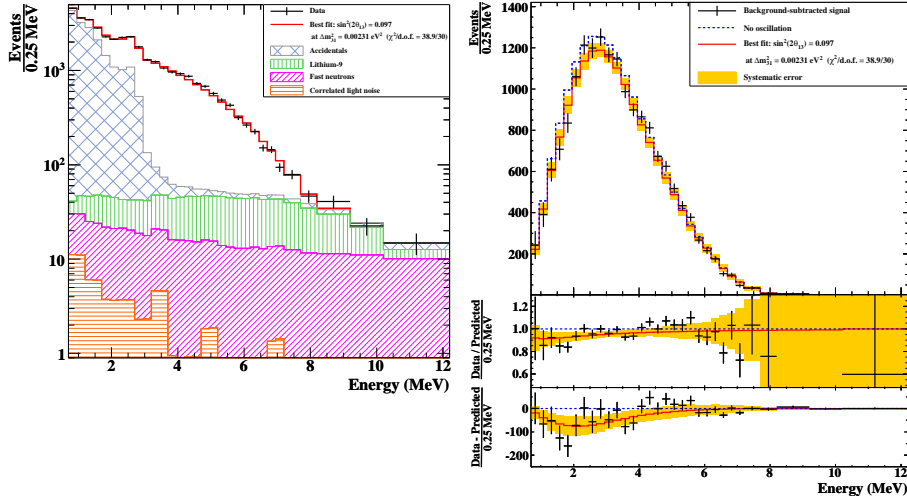 Events
0.25 MeV
Data
Best fit: sin²(2θ₁₃) = 0.097
at Δm²₃₁ = 0.00231 eV² (χ²/d.o.f. = 38.9/30)
Accidentals
Lithium-9
Fast neutrons
Correlated light noise
10³
10²
10
1
2 4 6 8 10 12
Energy (MeV)
Events
0.25 MeV
Background-subtracted signal
No oscillation
Best fit: sin²(2θ₁₃) = 0.097
at Δm²₃₁ = 0.00231 eV² (χ²/d.o.f. = 38.9/30)
Systematic error
1400
1200
1000
800
600
400
200
0
Data / Predicted
0.25 MeV
1.2
1.0
0.8
0.6
Data - Predicted
0.25 MeV
0
-100
2 4 6 8 10 12
Energy (MeV)